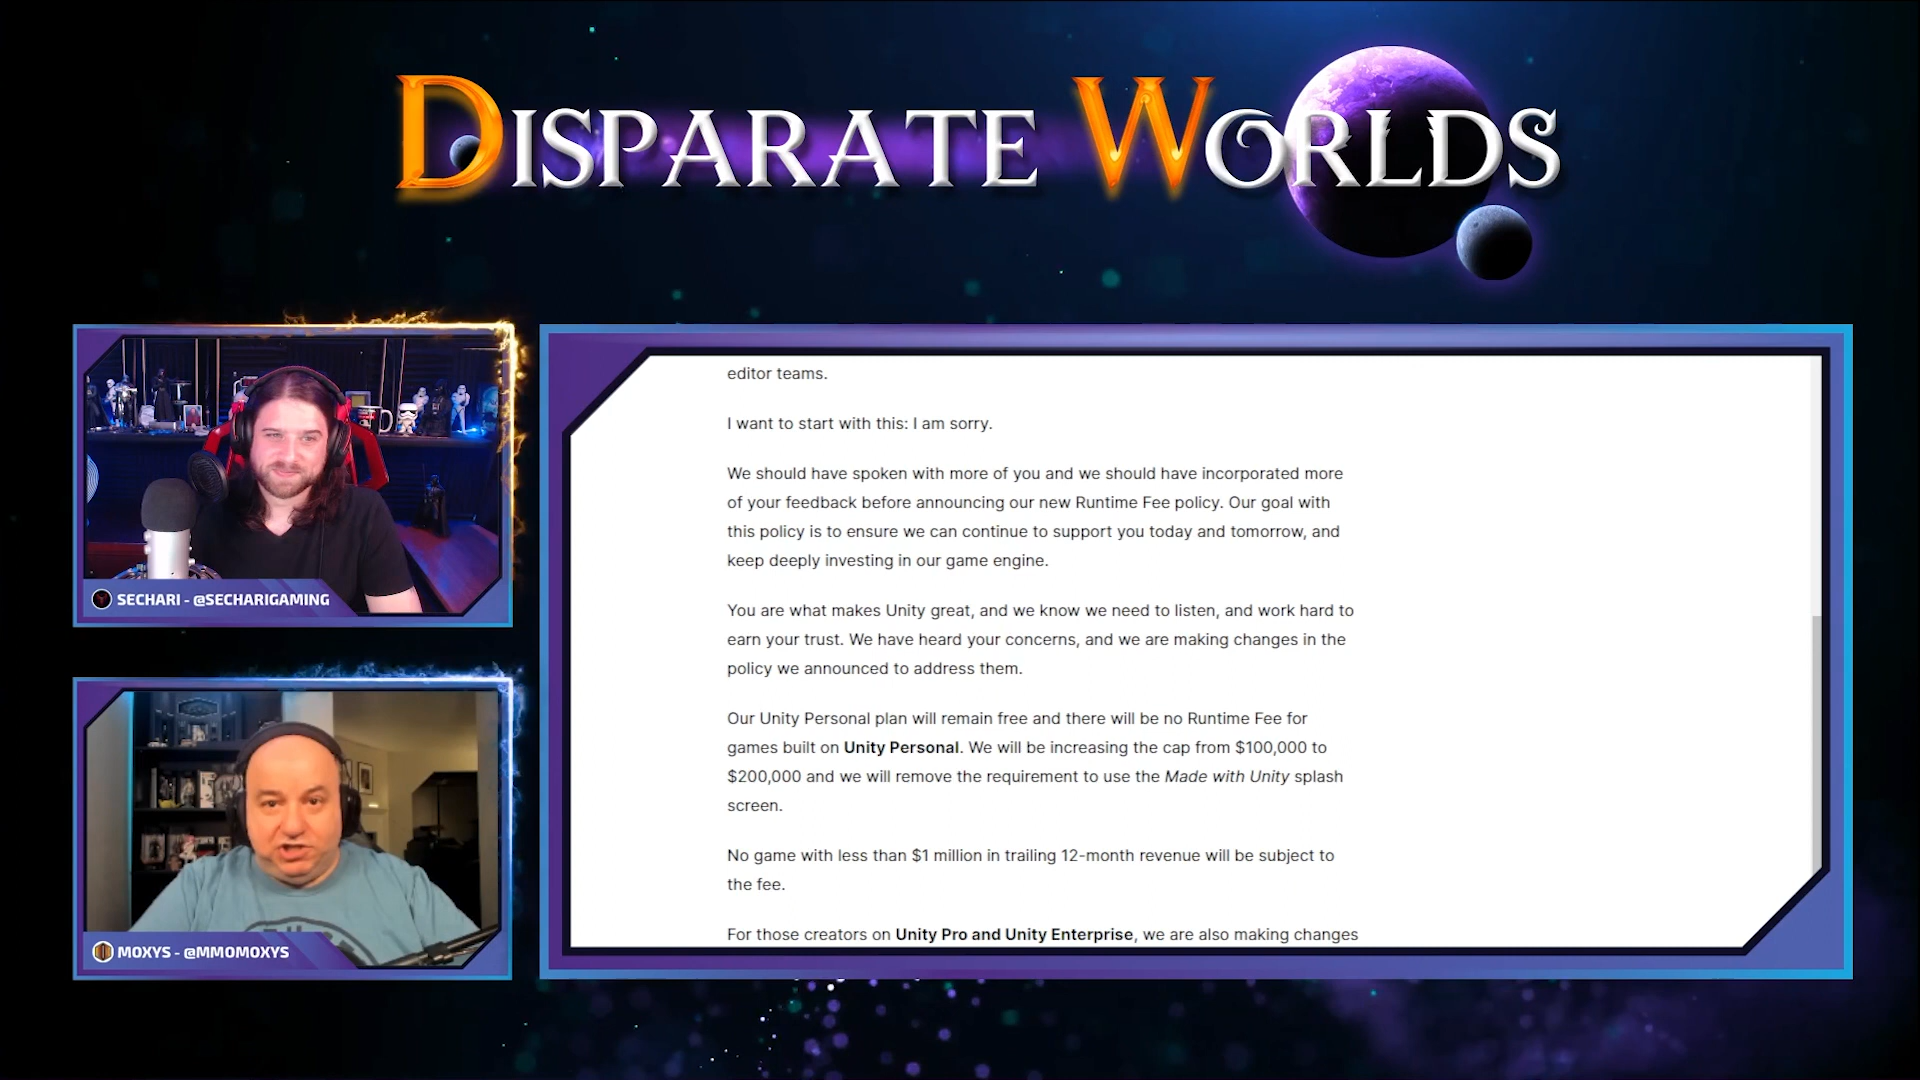 DISPARATE WORLDS
SECHARI - @SECHARIGAMING
MOXYS - @MMOMOXYS
editor teams.
I want to start with this: I am sorry.
We should have spoken with more of you and we should have incorporated more
of your feedback before announcing our new Runtime Fee policy. Our goal with
this policy is to ensure we can continue to support you today and tomorrow, and
keep deeply investing in our game engine.
You are what makes Unity great, and we know we need to listen, and work hard to
earn your trust. We have heard your concerns, and we are making changes in the
policy we announced to address them.
Our Unity Personal plan will remain free and there will be no Runtime Fee for
games built on Unity Personal. We will be increasing the cap from $100,000 to
$200,000 and we will remove the requirement to use the Made with Unity splash
screen.
No game with less than $1 million in trailing 12-month revenue will be subject to
the fee.
For those creators on Unity Pro and Unity Enterprise, we are also making changes